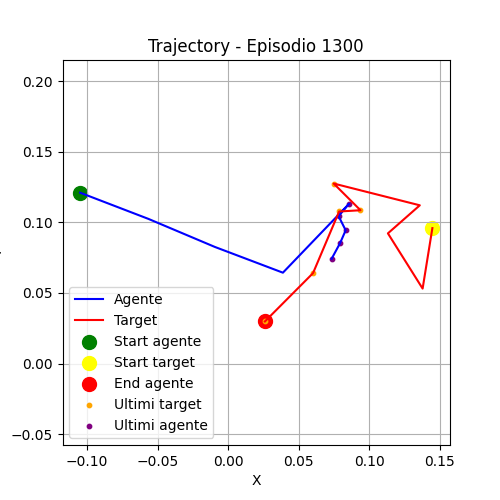 Trajectory - Episodio 1300
0.20
0.15
0.10
0.05
0.00
−0.05
−0.10
−0.05
0.00
0.05
0.10
0.15
X
Agente
Target
Start agente
Start target
End agente
Ultimi target
Ultimi agente